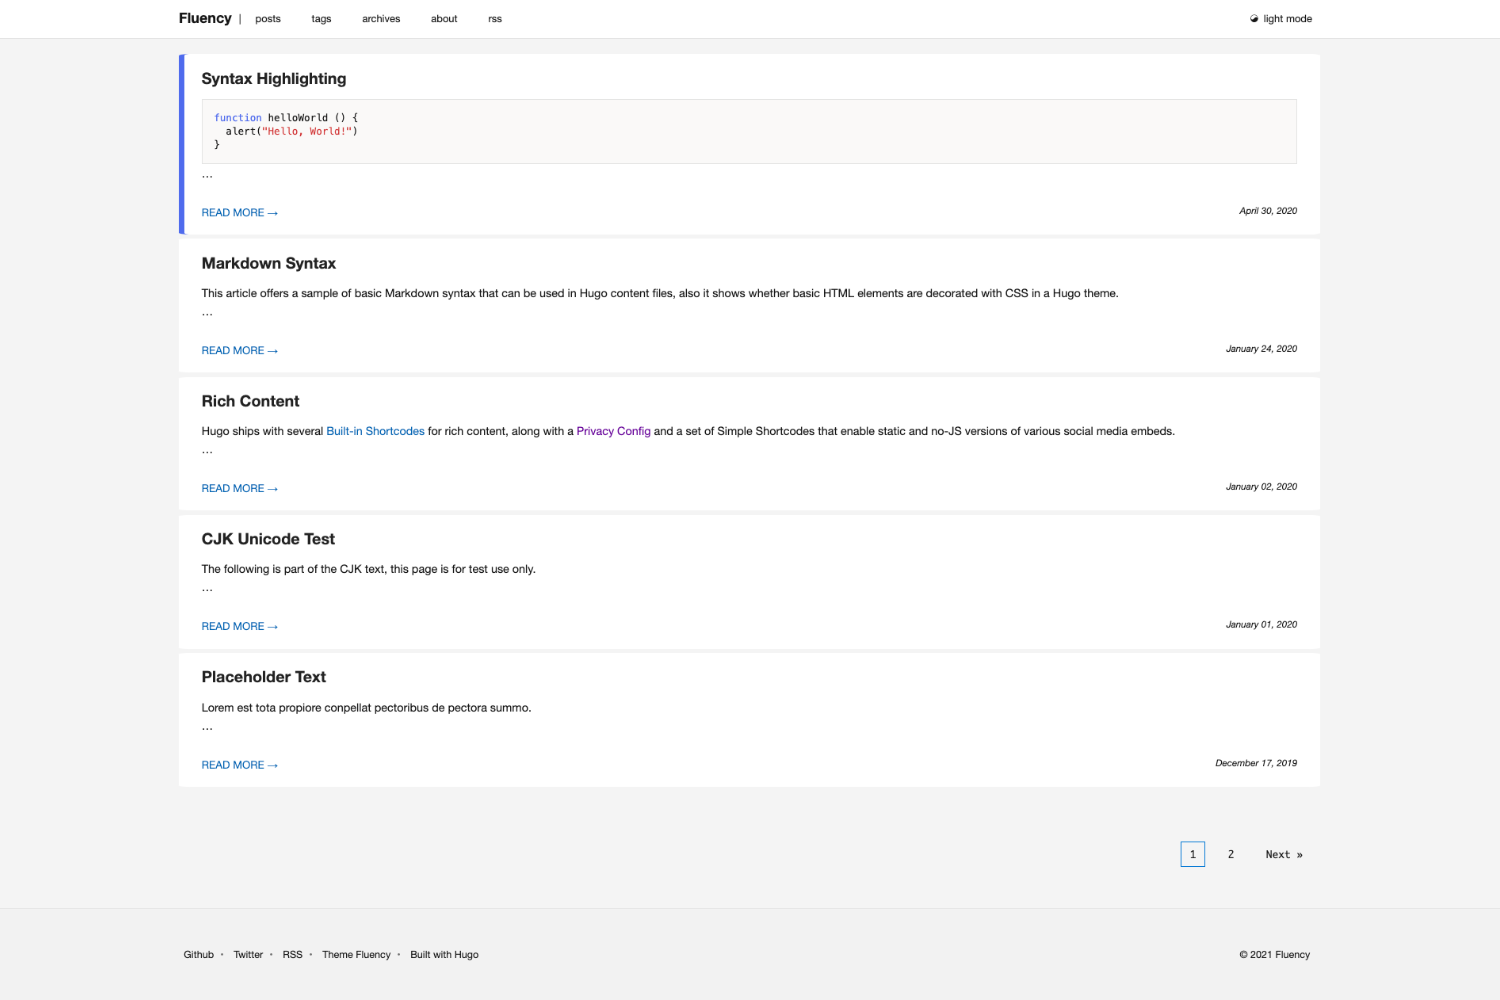 Fluency | posts tags archives about rss light mode
Syntax Highlighting
function helloWorld () {
  alert("Hello, World!")
}
...
READ MORE → April 30, 2020
Markdown Syntax
This article offers a sample of basic Markdown syntax that can be used in Hugo content files, also it shows whether basic HTML elements are decorated with CSS in a Hugo theme.
...
READ MORE → January 24, 2020
Rich Content
Hugo ships with several Built-in Shortcodes for rich content, along with a Privacy Config and a set of Simple Shortcodes that enable static and no-JS versions of various social media embeds.
...
READ MORE → January 02, 2020
CJK Unicode Test
The following is part of the CJK text, this page is for test use only.
...
READ MORE → January 01, 2020
Placeholder Text
Lorem est tota propiore conpellat pectoribus de pectora summo.
...
READ MORE → December 17, 2019
1 2 Next »
Github • Twitter • RSS • Theme Fluency • Built with Hugo © 2021 Fluency